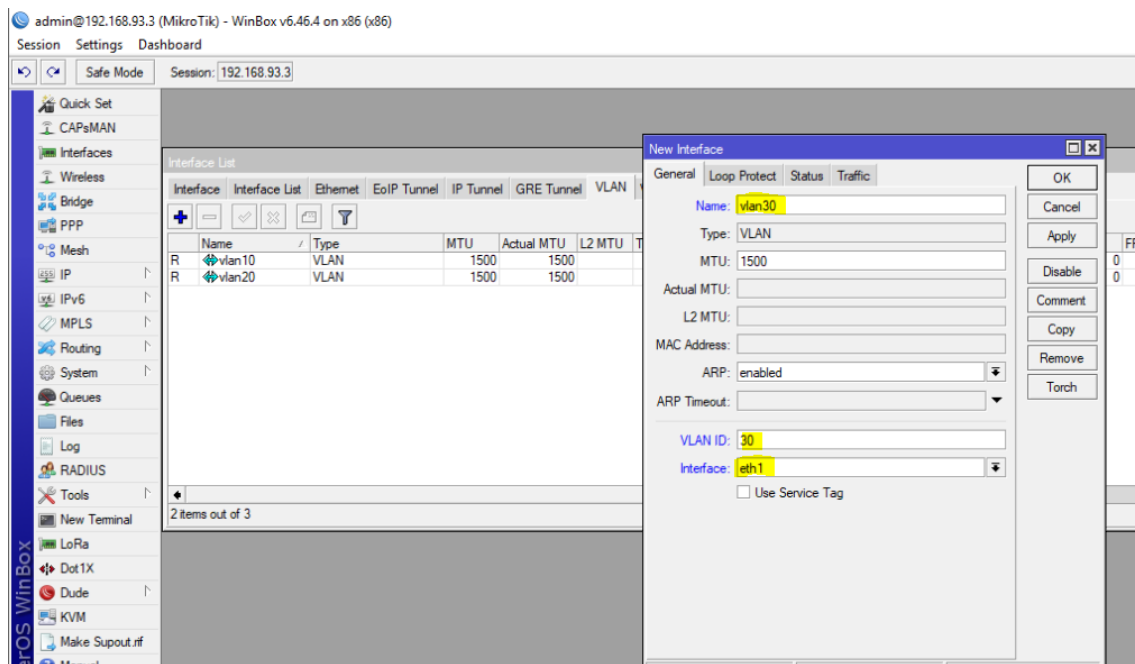 admin@192.168.93.3 (MikroTik) - WinBox v6.46.4 on x86 (x86)
Session Settings Dashboard
Safe Mode Session: 192.168.93.3
Quick Set
CAPsMAN
Interfaces
Wireless
Bridge
PPP
Mesh
IP
IPv6
MPLS
Routing
System
Queues
Files
Log
RADIUS
Tools
New Terminal
LoRa
Dot1X
Dude
KVM
Make Supout.rif
Manual
erOS WinBox
Interface List
Interface Interface List Ethernet EoIP Tunnel IP Tunnel GRE Tunnel VLAN
Name Type MTU Actual MTU L2 MTU T
R vlan10 VLAN 1500 1500 0
R vlan20 VLAN 1500 1500 0
2 items out of 3
New Interface
General Loop Protect Status Traffic
Name: vlan30
Type: VLAN
MTU: 1500
Actual MTU:
L2 MTU:
MAC Address:
ARP: enabled
ARP Timeout:
VLAN ID: 30
Interface: eth1
Use Service Tag
OK
Cancel
Apply
Disable
Comment
Copy
Remove
Torch